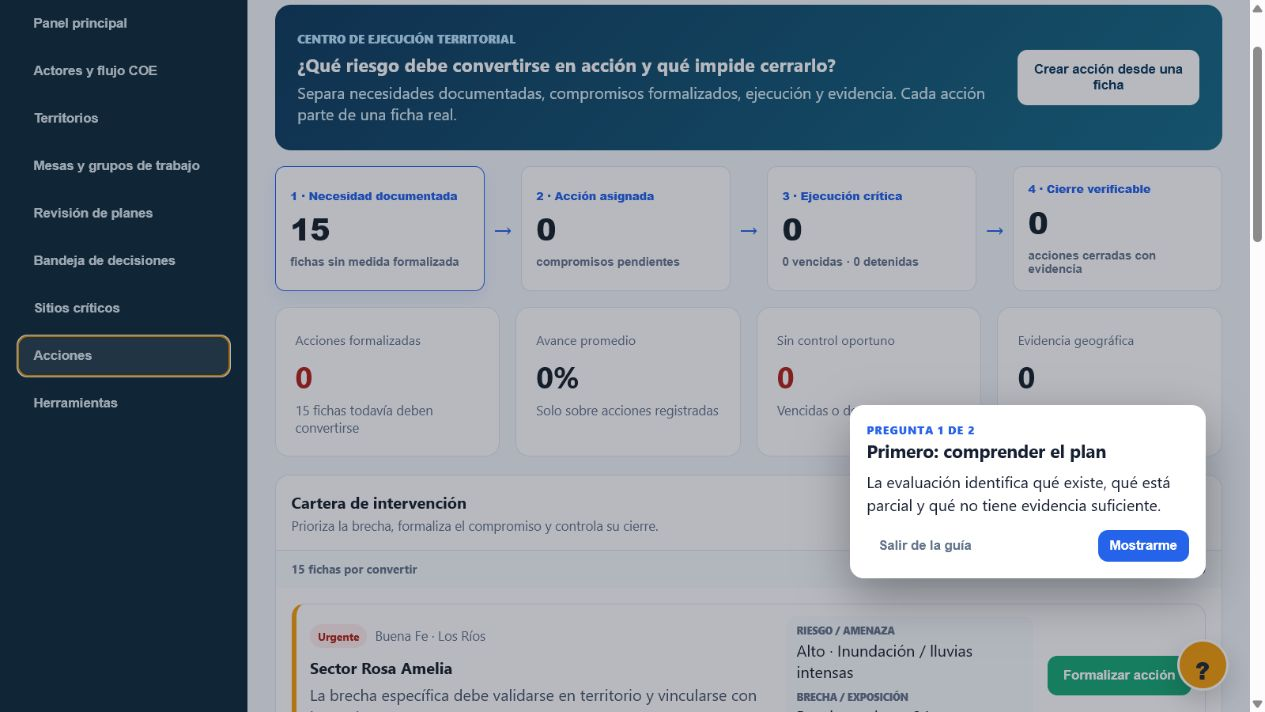 Panel principal
Actores y flujo COE
Territorios
Mesas y grupos de trabajo
Revisión de planes
Bandeja de decisiones
Sitios críticos
Acciones
Herramientas
CENTRO DE EJECUCIÓN TERRITORIAL
¿Qué riesgo debe convertirse en acción y qué impide cerrarlo?
Separa necesidades documentadas, compromisos formalizados, ejecución y evidencia. Cada acción
parte de una ficha real.
Crear acción desde una
ficha
1 · Necesidad documentada
15
fichas sin medida formalizada
→
2 · Acción asignada
0
compromisos pendientes
→
3 · Ejecución crítica
0
0 vencidas · 0 detenidas
→
4 · Cierre verificable
0
acciones cerradas con
evidencia
Acciones formalizadas
0
15 fichas todavía deben
convertirse
Avance promedio
0%
Solo sobre acciones registradas
Sin control oportuno
0
Vencidas o d
Evidencia geográfica
0
PREGUNTA 1 DE 2
Primero: comprender el plan
La evaluación identifica qué existe, qué está
parcial y qué no tiene evidencia suficiente.
Salir de la guía
Mostrarme
Cartera de intervención
Prioriza la brecha, formaliza el compromiso y controla su cierre.
15 fichas por convertir
Urgente Buena Fe · Los Ríos
Sector Rosa Amelia
La brecha específica debe validarse en territorio y vincularse con
RIESGO / AMENAZA
Alto · Inundación / lluvias
intensas
BRECHA / EXPOSICIÓN
Formalizar acción
?